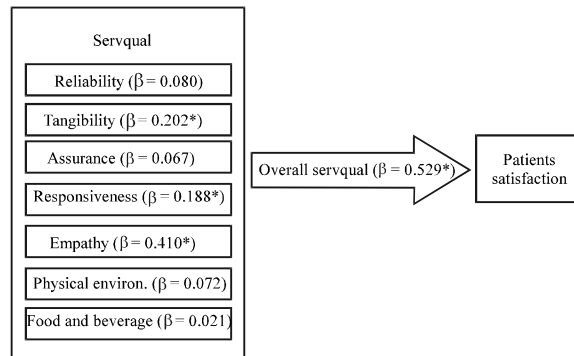 Servqual
Reliability (β = 0.080)
Tangibility (β = 0.202*)
Assurance (β = 0.067)
Responsiveness (β = 0.188*)
Empathy (β = 0.410*)
Physical environ. (β = 0.072)
Food and beverage (β = 0.021)
Overall servqual (β = 0.529*)
Patients
satisfaction